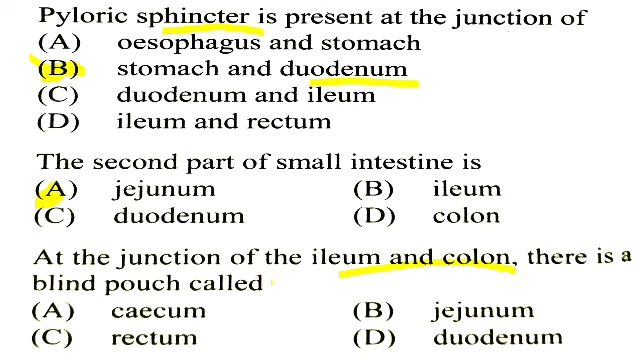 Pyloric sphincter is present at the junction of
(A) oesophagus and stomach
(B) stomach and duodenum
(C) duodenum and ileum
(D) ileum and rectum
The second part of small intestine is
(A) jejunum (B) ileum
(C) duodenum (D) colon
At the junction of the ileum and colon, there is a
blind pouch called
(A) caecum (B) jejunum
(C) rectum (D) duodenum